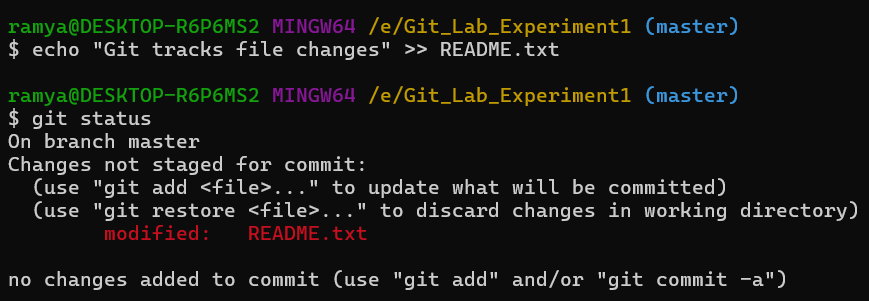 ramya@DESKTOP-R6P6MS2 MINGW64 /e/Git_Lab_Experiment1 (master)
$ echo "Git tracks file changes" >> README.txt

ramya@DESKTOP-R6P6MS2 MINGW64 /e/Git_Lab_Experiment1 (master)
$ git status
On branch master
Changes not staged for commit:
  (use "git add <file>..." to update what will be committed)
  (use "git restore <file>..." to discard changes in working directory)
        modified:   README.txt

no changes added to commit (use "git add" and/or "git commit -a")